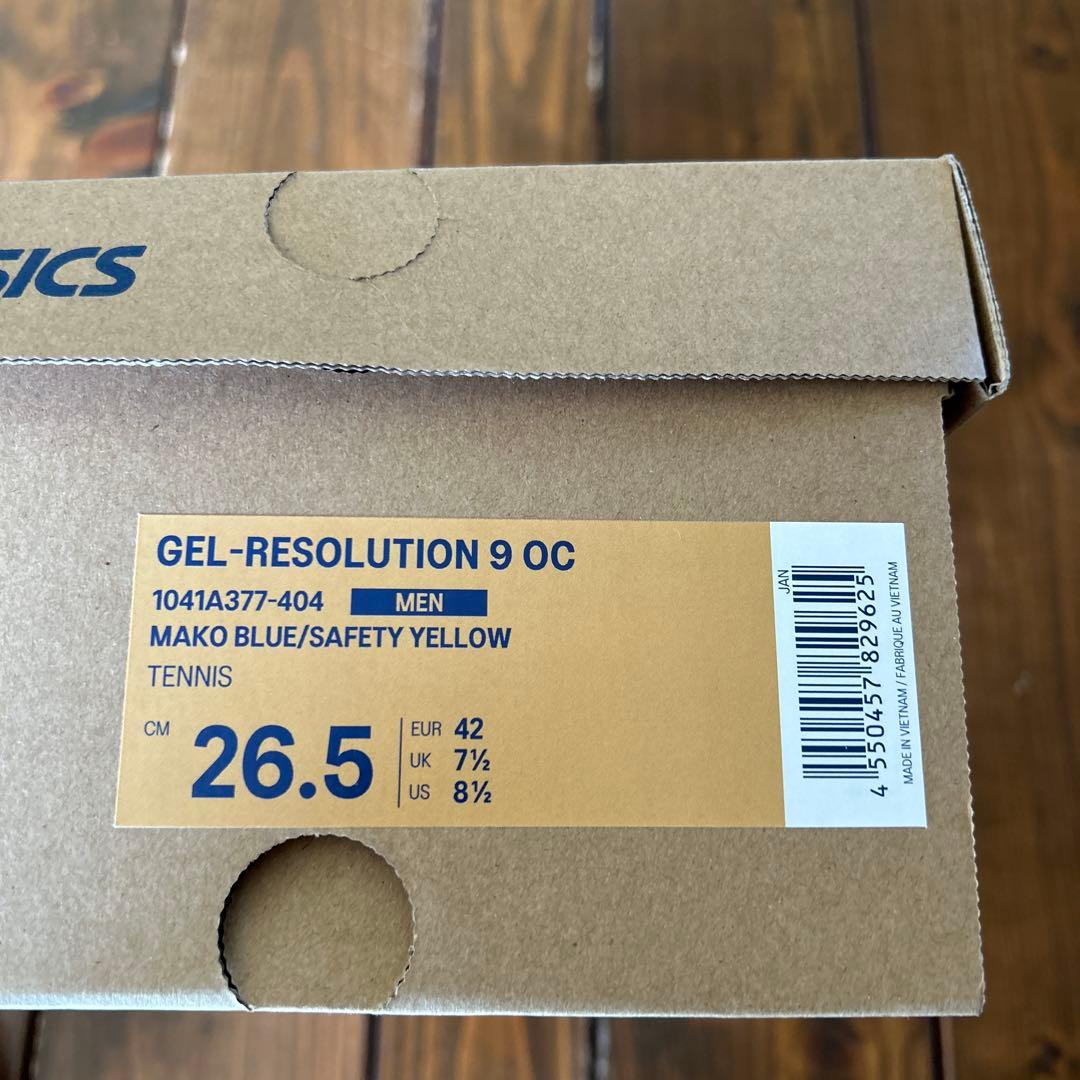 SICS
GEL-RESOLUTION 9 OC
1041A377-404 MEN
MAKO BLUE/SAFETY YELLOW
TENNIS
CM 26.5
EUR 42
UK 7½
US 8½
JAN
4 550457 829625
MADE IN VIETNAM / FABRIQUE AU VIETNAM